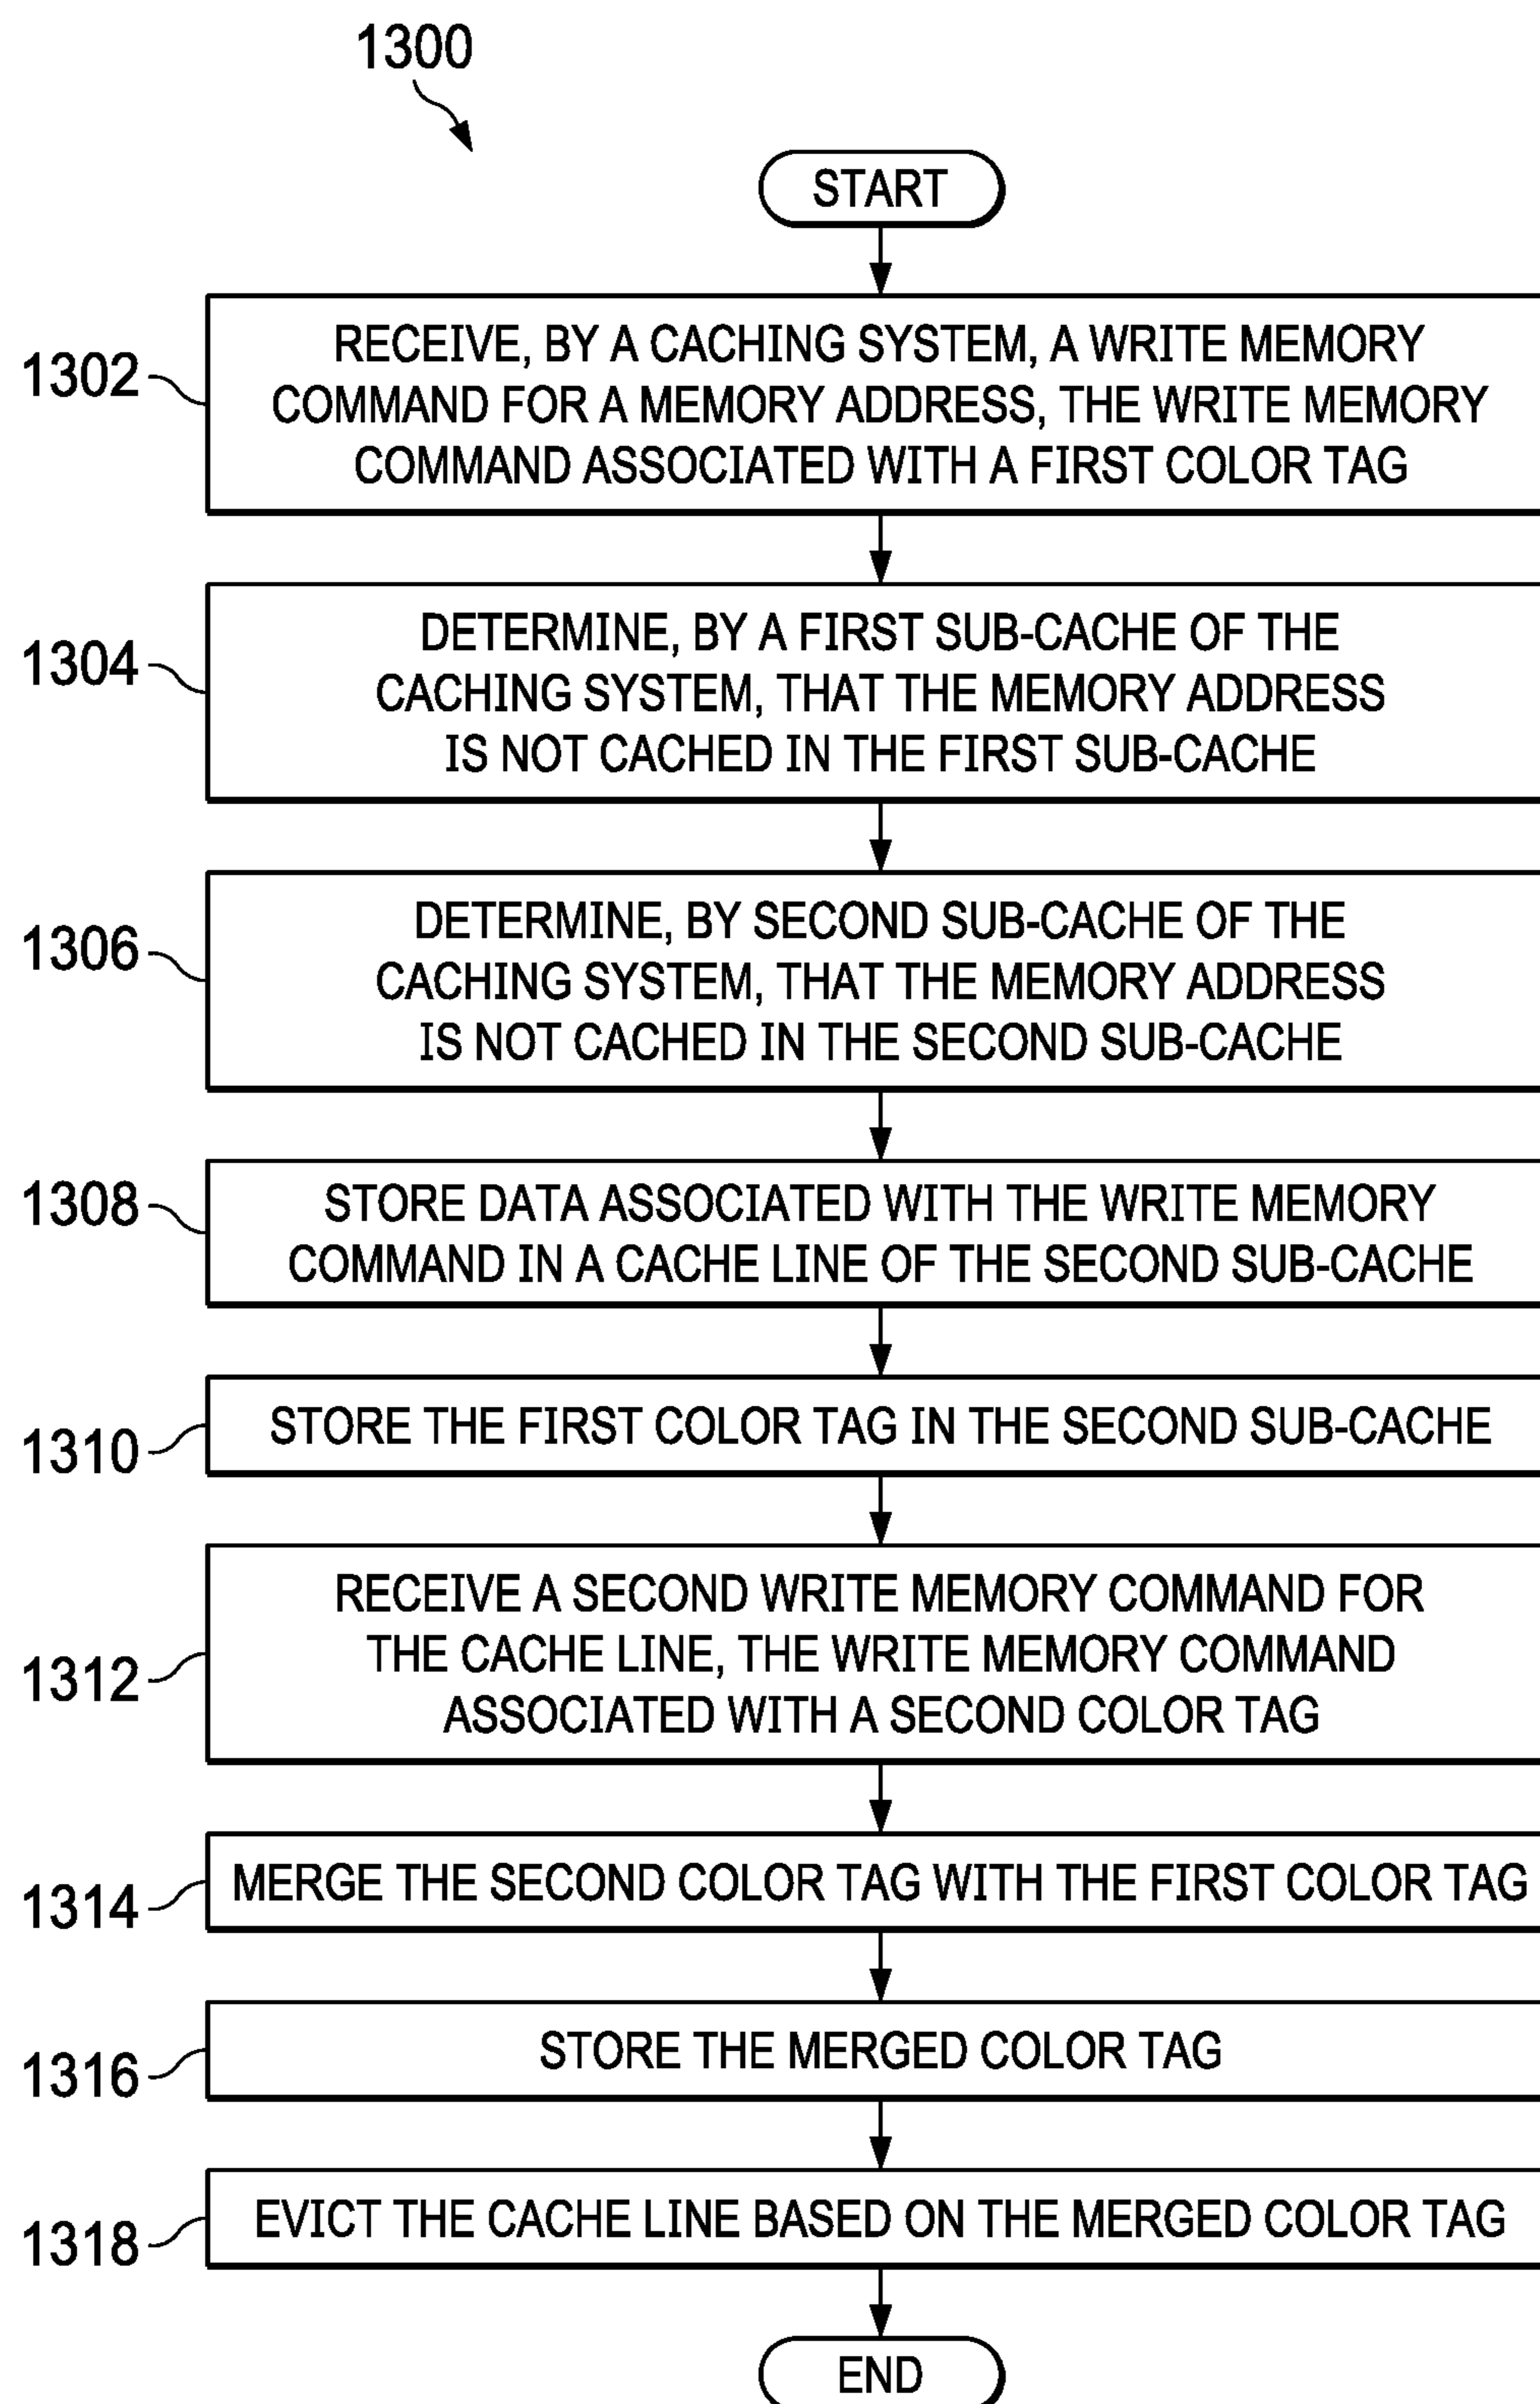 1300
START
1302
RECEIVE, BY A CACHING SYSTEM, A WRITE MEMORY
COMMAND FOR A MEMORY ADDRESS, THE WRITE MEMORY
COMMAND ASSOCIATED WITH A FIRST COLOR TAG
1304
DETERMINE, BY A FIRST SUB-CACHE OF THE
CACHING SYSTEM, THAT THE MEMORY ADDRESS
IS NOT CACHED IN THE FIRST SUB-CACHE
1306
DETERMINE, BY SECOND SUB-CACHE OF THE
CACHING SYSTEM, THAT THE MEMORY ADDRESS
IS NOT CACHED IN THE SECOND SUB-CACHE
1308
STORE DATA ASSOCIATED WITH THE WRITE MEMORY
COMMAND IN A CACHE LINE OF THE SECOND SUB-CACHE
1310
STORE THE FIRST COLOR TAG IN THE SECOND SUB-CACHE
1312
RECEIVE A SECOND WRITE MEMORY COMMAND FOR
THE CACHE LINE, THE WRITE MEMORY COMMAND
ASSOCIATED WITH A SECOND COLOR TAG
1314
MERGE THE SECOND COLOR TAG WITH THE FIRST COLOR TAG
1316
STORE THE MERGED COLOR TAG
1318
EVICT THE CACHE LINE BASED ON THE MERGED COLOR TAG
END